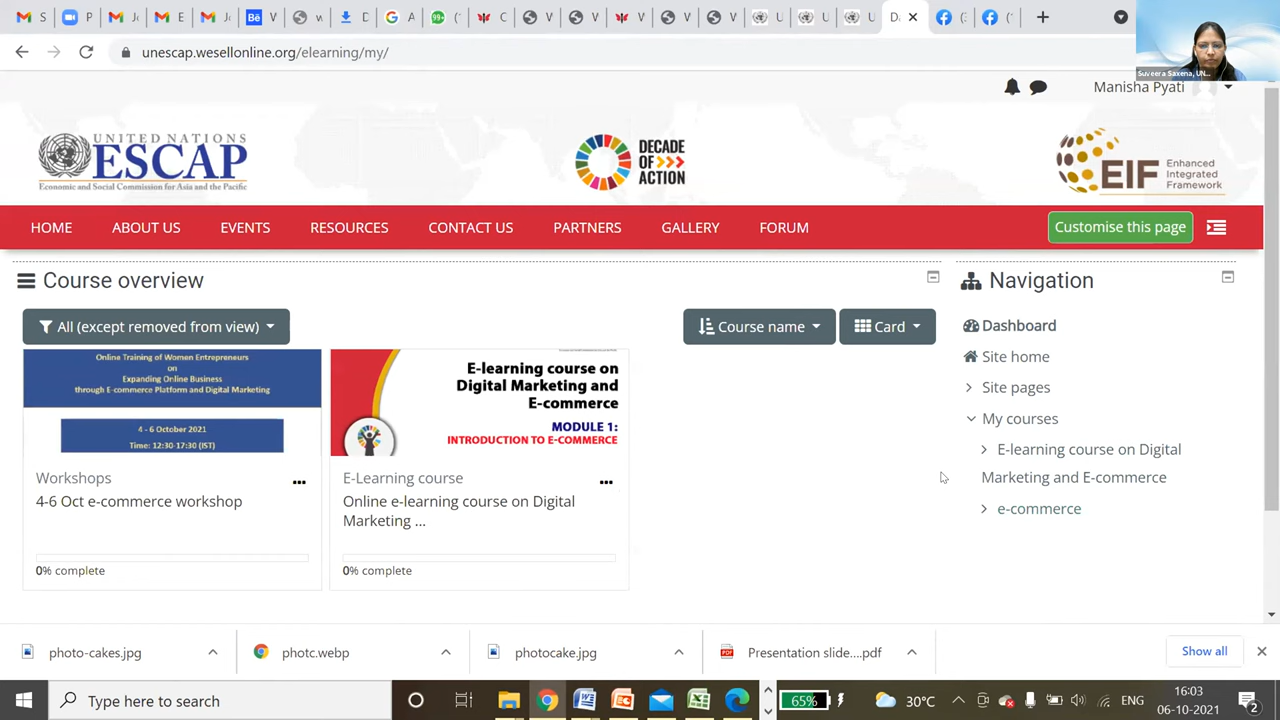 S
P
M
E
J
Bē
w
I
A
99+
(
C
V
V
V
V
V
U
U
U
D
(
(
unescap.wesellonline.org/elearning/my/
Suveera Saxena, UN...
Manisha Pyati
UNITED NATIONS
ESCAP
Economic and Social Commission for Asia and the Pacific
DECADE
OF >>>
ACTION
EIF Enhanced
Integrated
Framework
HOME ABOUT US EVENTS RESOURCES CONTACT US PARTNERS GALLERY FORUM Customise this page
Course overview
All (except removed from view) Course name Card
Online Training of Women Entrepreneurs
on
Expanding Online Business
through E-commerce Platform and Digital Marketing
4 - 6 October 2021
Time: 12:30-17:30 (IST)
Workshops
4-6 Oct e-commerce workshop
0% complete
E-learning course on
Digital Marketing and
E-commerce
MODULE 1:
INTRODUCTION TO E-COMMERCE
E-Learning course
Online e-learning course on Digital
Marketing ...
0% complete
Navigation
Dashboard
Site home
Site pages
My courses
E-learning course on Digital
Marketing and E-commerce
e-commerce
photo-cakes.jpg photc.webp photocake.jpg Presentation slide....pdf Show all
Type here to search 65% 30°C ENG 16:03
06-10-2021 2